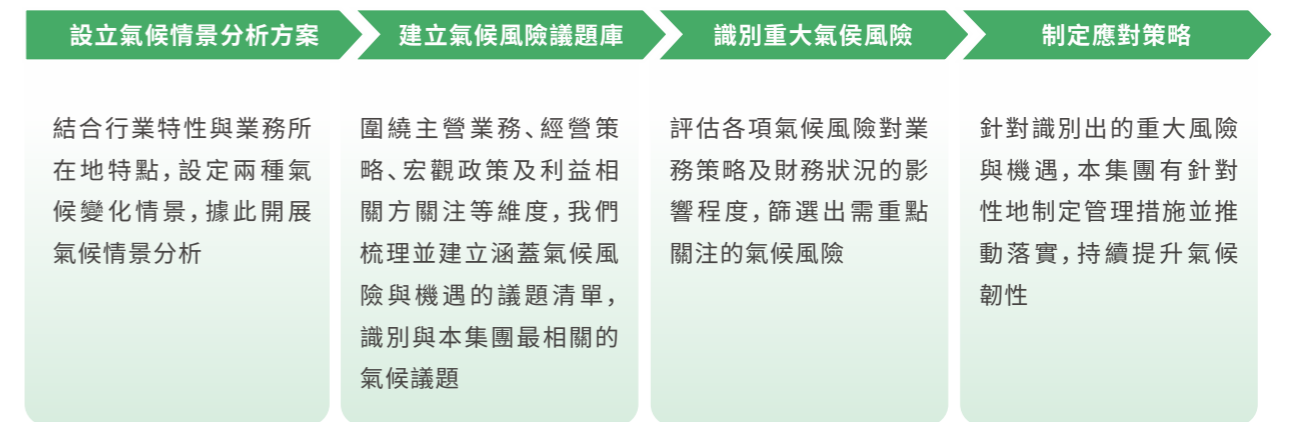 設立氣候情景分析方案
結合行業特性與業務所
在地特點,設定兩種氣
候變化情景,據此開展
氣候情景分析
建立氣候風險議題庫
圍繞主營業務、經營策
略、宏觀政策及利益相
關方關注等維度,我們
梳理並建立涵蓋氣候風
險與機遇的議題清單,
識別與本集團最相關的
氣候議題
識別重大氣侯風險
評估各項氣候風險對業
務策略及財務狀況的影
響程度,篩選出需重點
關注的氣候風險
制定應對策略
針對識別出的重大風險
與機遇,本集團有針對
性地制定管理措施並推
動落實,持續提升氣候
韌性